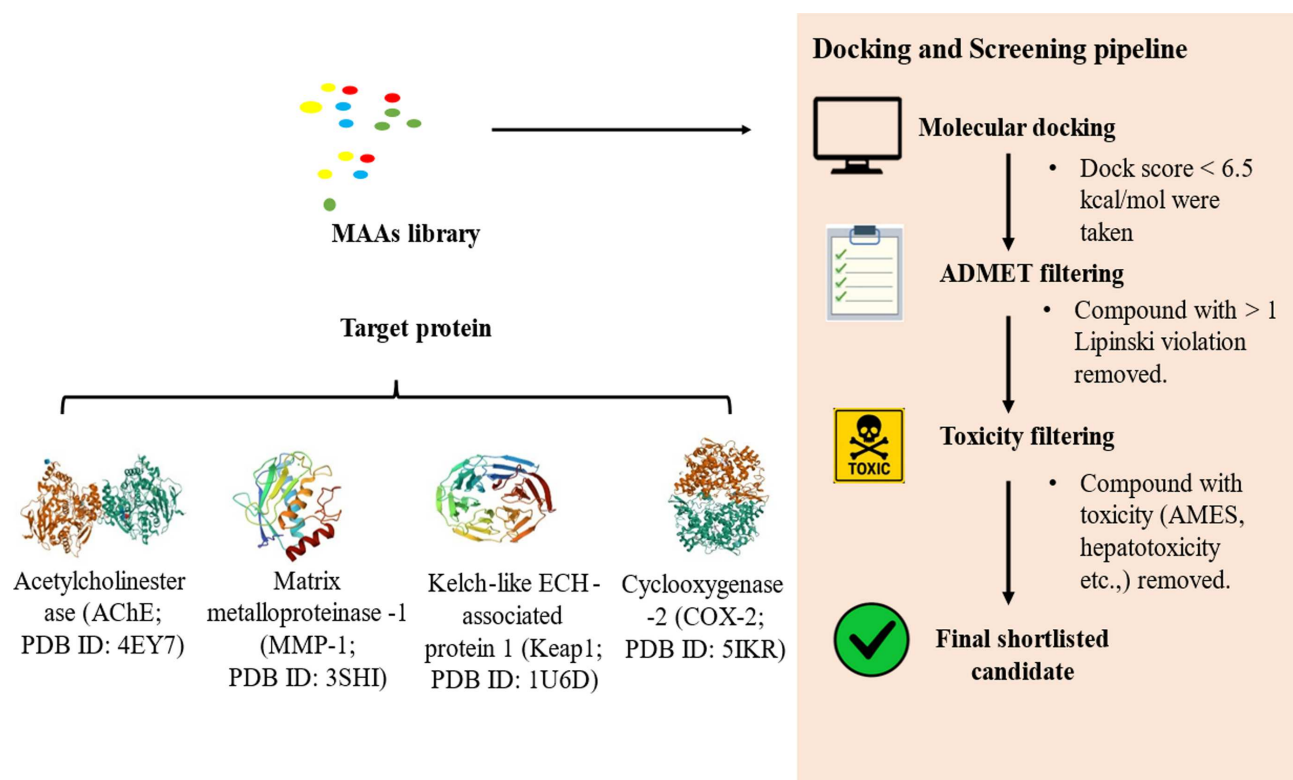 MAAs library
Target protein
Acetylcholinester
ase (AChE;
PDB ID: 4EY7)
Matrix
metalloproteinase -1
(MMP-1;
PDB ID: 3SHI)
Kelch-like ECH-
associated
protein 1 (Keap1;
PDB ID: 1U6D)
Cyclooxygenase
-2 (COX-2;
PDB ID: 5IKR)
Docking and Screening pipeline
Molecular docking
• Dock score < 6.5
kcal/mol were
taken
ADMET filtering
• Compound with > 1
Lipinski violation
removed.
TOXIC
Toxicity filtering
• Compound with
toxicity (AMES,
hepatotoxicity
etc.,) removed.
Final shortlisted
candidate